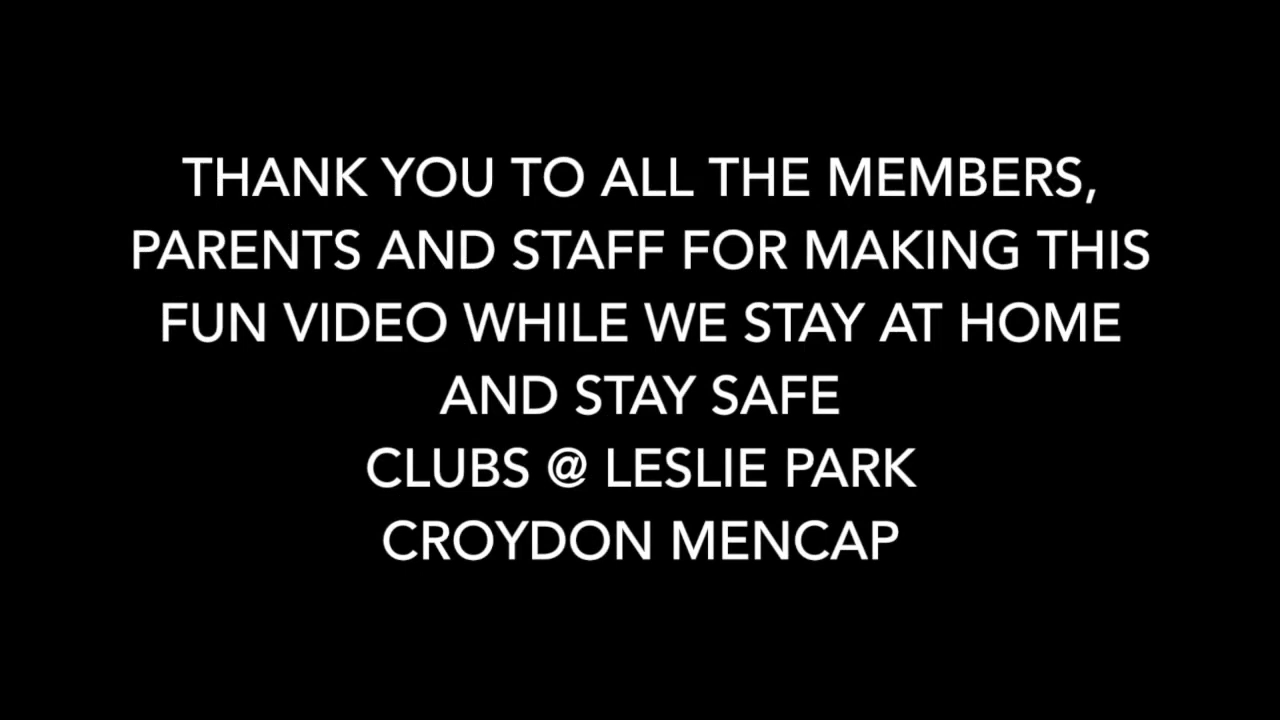 THANK YOU TO ALL THE MEMBERS,
PARENTS AND STAFF FOR MAKING THIS
FUN VIDEO WHILE WE STAY AT HOME
AND STAY SAFE
CLUBS @ LESLIE PARK
CROYDON MENCAP